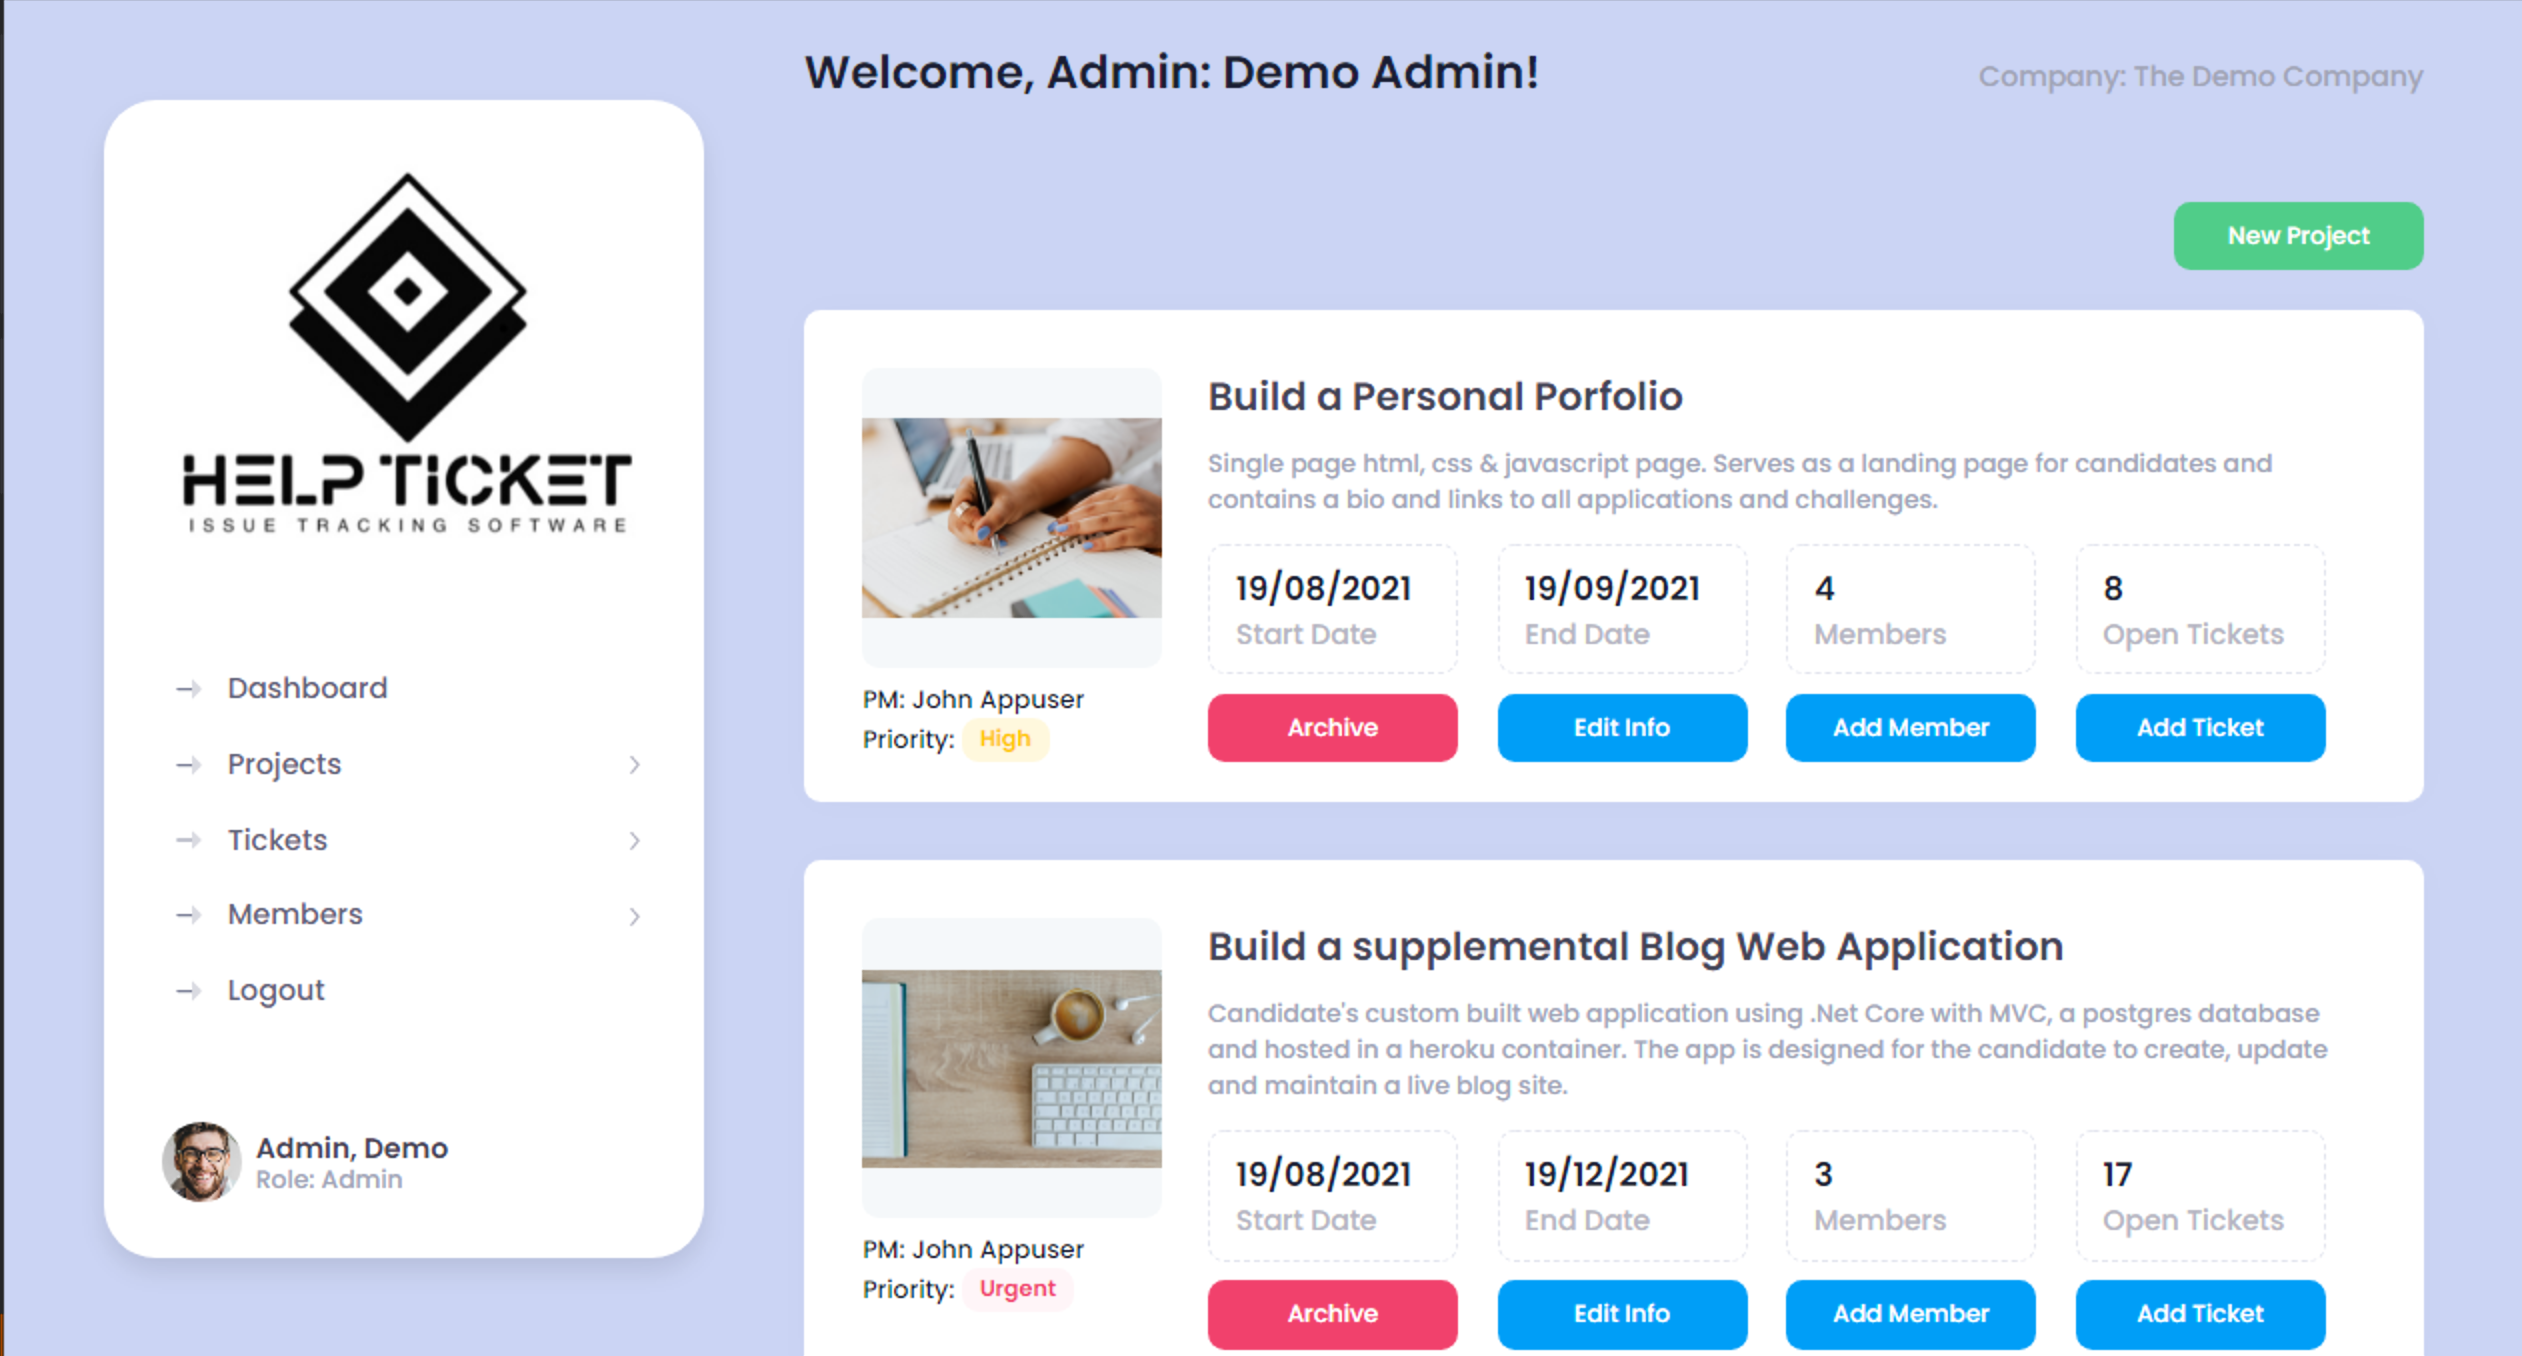 Welcome, Admin: Demo Admin!
Company: The Demo Company
HELP TICKET
ISSUE TRACKING SOFTWARE
Dashboard
Projects
Tickets
Members
Logout
Admin, Demo
Role: Admin
New Project
Build a Personal Porfolio
Single page html, css & javascript page. Serves as a landing page for candidates and
contains a bio and links to all applications and challenges.
19/08/2021
Start Date
19/09/2021
End Date
4
Members
8
Open Tickets
PM: John Appuser
Priority: High
Archive
Edit Info
Add Member
Add Ticket
Build a supplemental Blog Web Application
Candidate's custom built web application using .Net Core with MVC, a postgres database
and hosted in a heroku container. The app is designed for the candidate to create, update
and maintain a live blog site.
19/08/2021
Start Date
19/12/2021
End Date
3
Members
17
Open Tickets
PM: John Appuser
Priority: Urgent
Archive
Edit Info
Add Member
Add Ticket